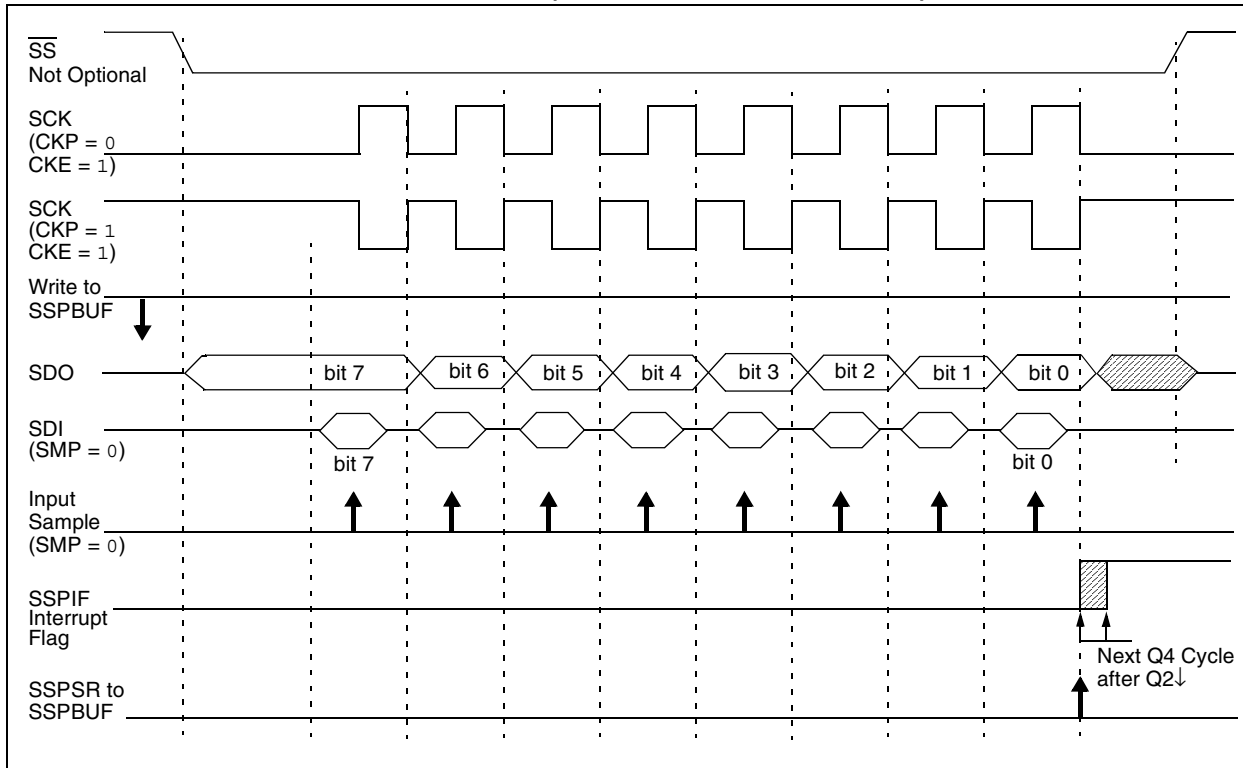 SS
Not Optional
SCK
(CKP = 0
CKE = 1)
SCK
(CKP = 1
CKE = 1)
Write to
SSPBUF
SDO
bit 7 bit 6 bit 5 bit 4 bit 3 bit 2 bit 1 bit 0
SDI
(SMP = 0)
bit 7 bit 0
Input
Sample
(SMP = 0)
SSPIF
Interrupt
Flag
Next Q4 Cycle
after Q2↓
SSPSR to
SSPBUF